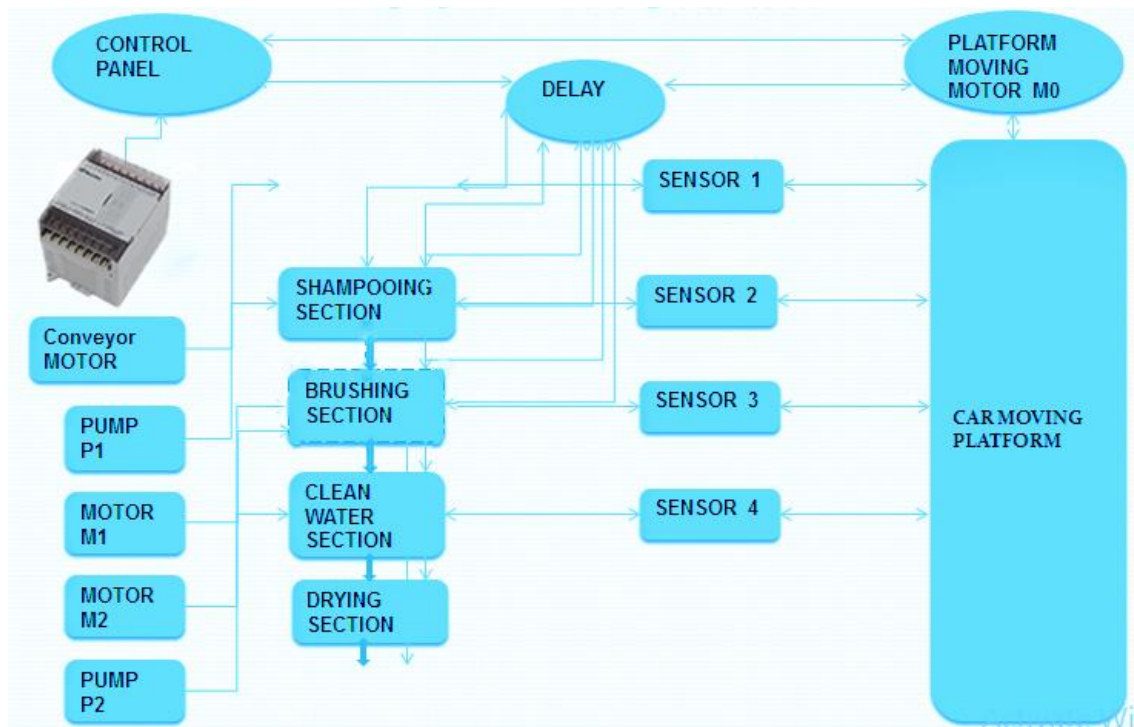 CONTROL
PANEL
PLATFORM
MOVING
MOTOR M0
DELAY
SENSOR 1
SHAMPOOING
SECTION
SENSOR 2
Conveyor
MOTOR
BRUSHING
SECTION
SENSOR 3
CAR MOVING
PLATFORM
PUMP
P1
CLEAN
WATER
SECTION
SENSOR 4
MOTOR
M1
DRYING
SECTION
MOTOR
M2
PUMP
P2